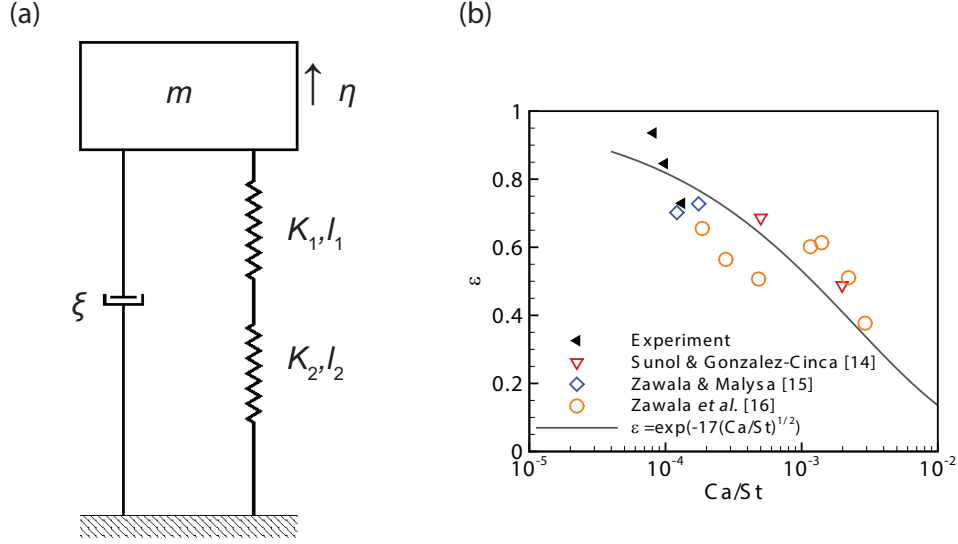 (a)
m
η
K₁,l₁
ξ
K₂,l₂
(b)
1
0.8
0.6
0.4
0.2
0
ε
10⁻⁵
10⁻⁴
10⁻³
10⁻²
Ca/St
Experiment
Sunol & Gonzalez-Cinca [14]
Zawala & Malysa [15]
Zawala et al. [16]
ε =exp(-17(Ca/St)¹/²)